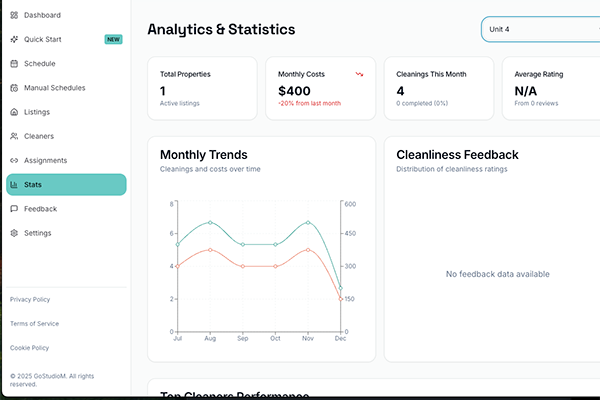 Dashboard
Quick Start NEW
Schedule
Manual Schedules
Listings
Cleaners
Assignments
Stats
Feedback
Settings
Privacy Policy
Terms of Service
Cookie Policy
© 2025 GoStudioM. All rights
reserved.
Analytics & Statistics
Unit 4
Total Properties
1
Active listings
Monthly Costs
$400
-20% from last month
Cleanings This Month
4
0 completed (0%)
Average Rating
N/A
From 0 reviews
Monthly Trends
Cleanings and costs over time
8 600
6 450
4 300
2 150
0 0
Jul Aug Sep Oct Nov Dec
Cleanliness Feedback
Distribution of cleanliness ratings
No feedback data available
Top Cleaners Performance